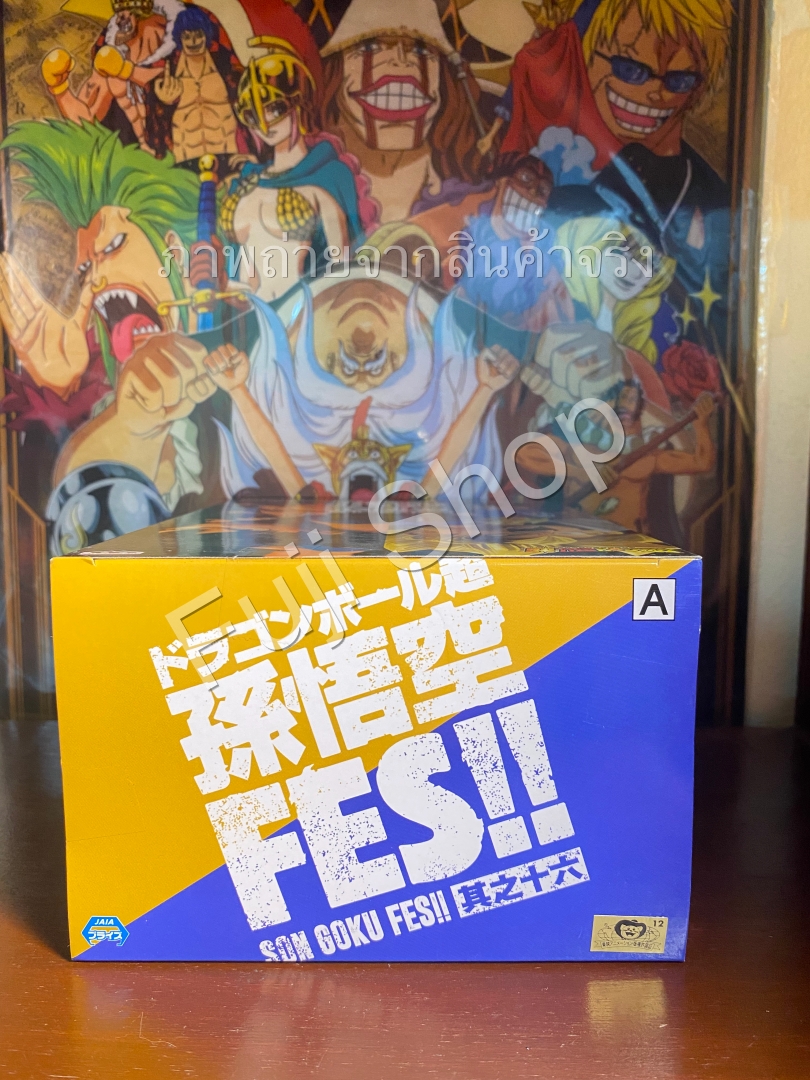 ภาพถ่ายจากสินค้าจริง
Fuji Shop
ドラゴンボール超
A
孫悟空
FES!!
SON GOKU FES!! 其之十六
JAIA
プライズ
12